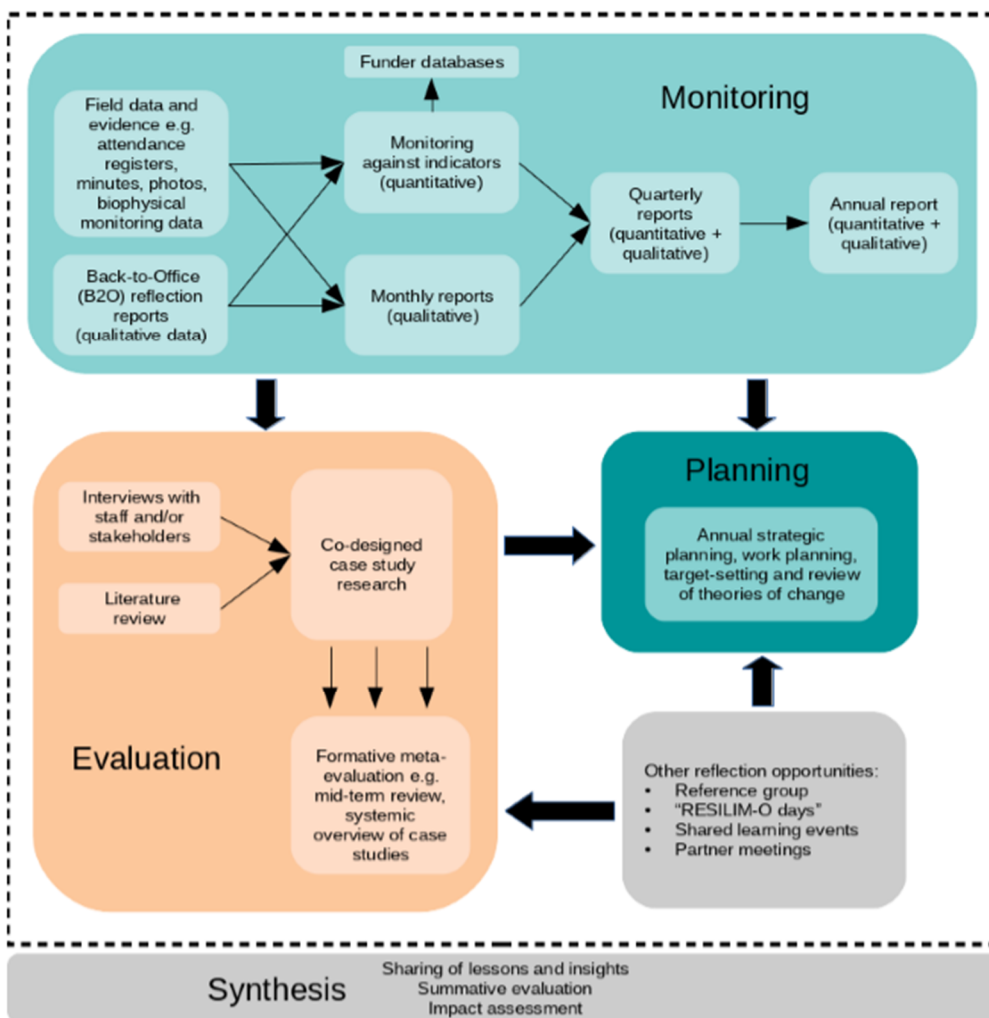 Funder databases
Monitoring
Field data and
evidence e.g.
attendance
registers,
minutes, photos,
biophysical
monitoring data
Monitoring
against indicators
(quantitative)
Quarterly
reports
(quantitative +
qualitative)
Annual report
(quantitative +
qualitative)
Back-to-Office
(B2O) reflection
reports
(qualitative data)
Monthly reports
(qualitative)
Interviews with
staff and/or
stakeholders
Literature
review
Co-designed
case study
research
Evaluation
Formative meta-
evaluation e.g.
mid-term review,
systemic
overview of case
studies
Planning
Annual strategic
planning, work planning,
target-setting and review
of theories of change
Other reflection opportunities:
• Reference group
• “RESILIM-O days”
• Shared learning events
• Partner meetings
Synthesis
Sharing of lessons and insights
Summative evaluation
Impact assessment